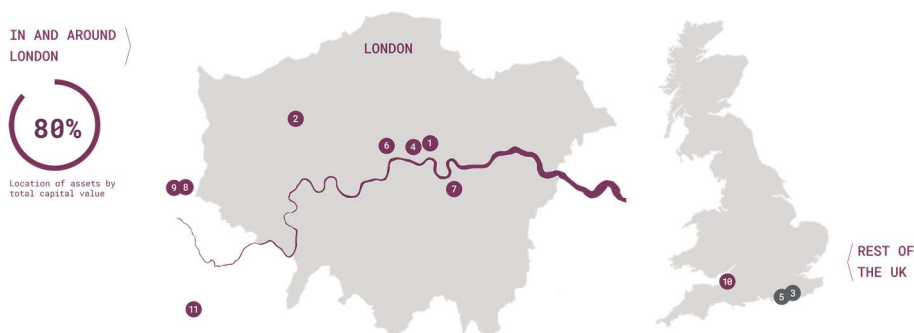 IN AND AROUND
LONDON
80%
Location of assets by
total capital value
LONDON
2
6
4
1
7
9
8
11
10
5
3
REST OF
THE UK